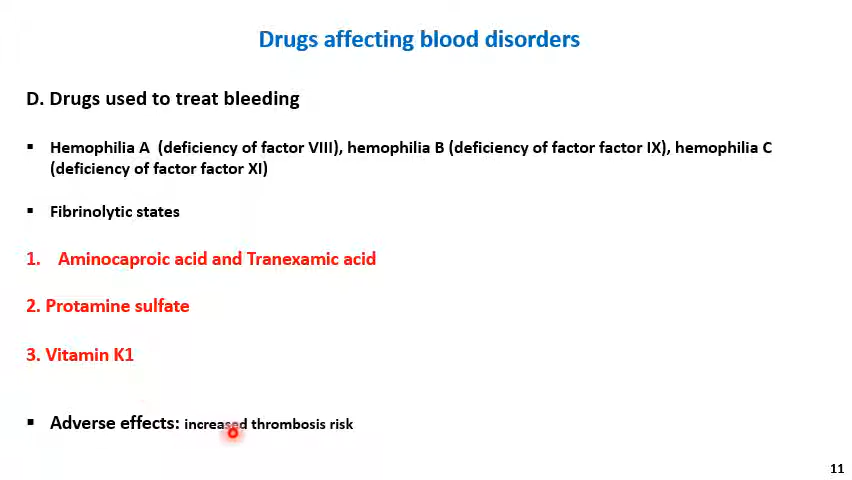 Drugs affecting blood disorders
D. Drugs used to treat bleeding
▪ Hemophilia A (deficiency of factor VIII), hemophilia B (deficiency of factor factor IX), hemophilia C
(deficiency of factor factor XI)
▪ Fibrinolytic states
1. Aminocaproic acid and Tranexamic acid
2. Protamine sulfate
3. Vitamin K1
▪ Adverse effects: increased thrombosis risk
11